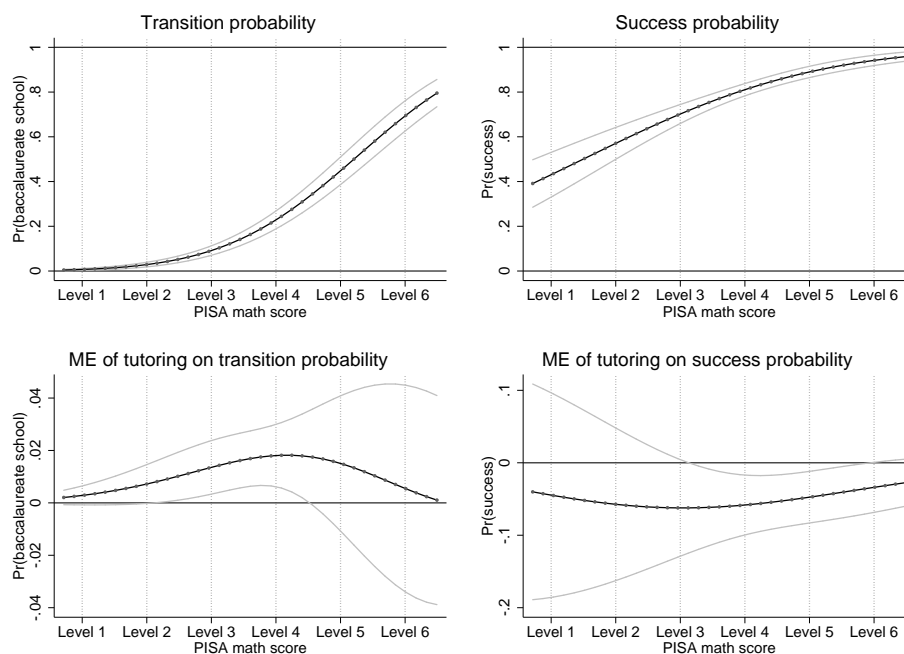 Transition probability
Pr(baccalaureate school)
1
.8
.6
.4
.2
0
Level 1 Level 2 Level 3 Level 4 Level 5 Level 6
PISA math score
Success probability
Pr(success)
1
.8
.6
.4
.2
0
Level 1 Level 2 Level 3 Level 4 Level 5 Level 6
PISA math score
ME of tutoring on transition probability
Pr(baccalaureate school)
.04
.02
0
-.02
-.04
Level 1 Level 2 Level 3 Level 4 Level 5 Level 6
PISA math score
ME of tutoring on success probability
Pr(success)
.1
0
-.1
-.2
Level 1 Level 2 Level 3 Level 4 Level 5 Level 6
PISA math score